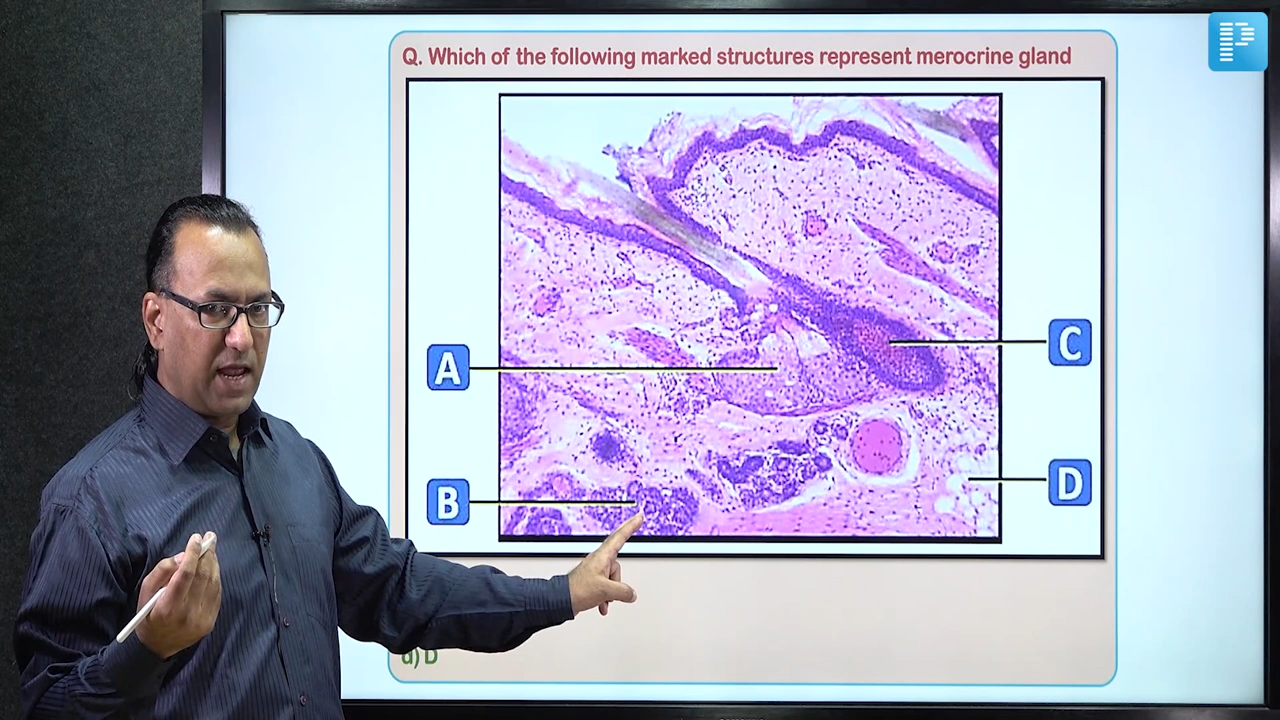 Q. Which of the following marked structures represent merocrine gland
A
C
B
D
d) D